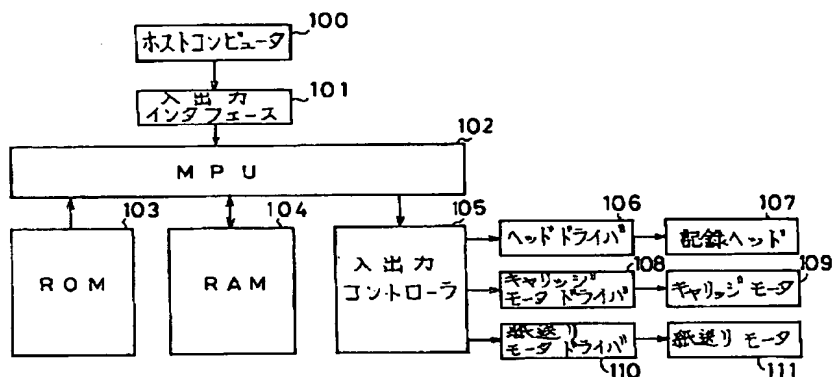 100
ホストコンピュータ
101
入出力
インタフェース
102
MPU
103
ROM
104
RAM
105
入出力
コントローラ
106
ヘッドドライバ
107
記録ヘッド
108
キャリッジ
モータドライバ
109
キャリッジモータ
紙送り
モータドライバ
110
紙送りモータ
111